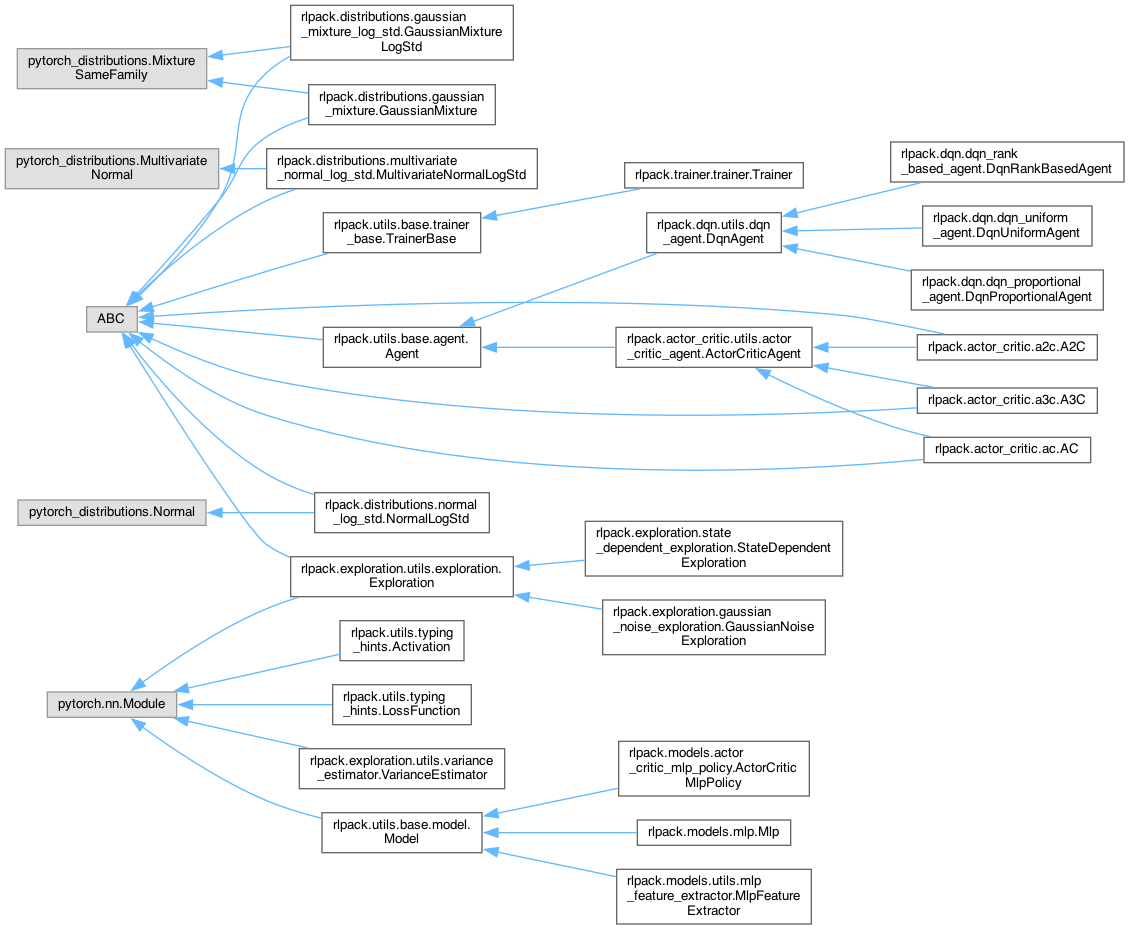 rlpack.distributions.gaussian
_mixture_log_std.GaussianMixture
LogStd
pytorch_distributions.Mixture
SameFamily
rlpack.distributions.gaussian
_mixture.GaussianMixture
pytorch_distributions.Multivariate
Normal
rlpack.distributions.multivariate
_normal_log_std.MultivariateNormalLogStd
rlpack.trainer.trainer.Trainer
rlpack.dqn.dqn_rank
_based_agent.DqnRankBasedAgent
rlpack.utils.base.trainer
_base.TrainerBase
rlpack.dqn.utils.dqn
_agent.DqnAgent
rlpack.dqn.dqn_uniform
_agent.DqnUniformAgent
rlpack.dqn.dqn_proportional
_agent.DqnProportionalAgent
ABC
rlpack.utils.base.agent.
Agent
rlpack.actor_critic.utils.actor
_critic_agent.ActorCriticAgent
rlpack.actor_critic.a2c.A2C
rlpack.actor_critic.a3c.A3C
rlpack.actor_critic.ac.AC
pytorch_distributions.Normal
rlpack.distributions.normal
_log_std.NormalLogStd
rlpack.exploration.utils.exploration.
Exploration
rlpack.exploration.state
_dependent_exploration.StateDependent
Exploration
rlpack.exploration.gaussian
_noise_exploration.GaussianNoise
Exploration
rlpack.utils.typing
_hints.Activation
pytorch.nn.Module
rlpack.utils.typing
_hints.LossFunction
rlpack.exploration.utils.variance
_estimator.VarianceEstimator
rlpack.utils.base.model.
Model
rlpack.models.actor
_critic_mlp_policy.ActorCritic
MlpPolicy
rlpack.models.mlp.Mlp
rlpack.models.utils.mlp
_feature_extractor.MlpFeature
Extractor